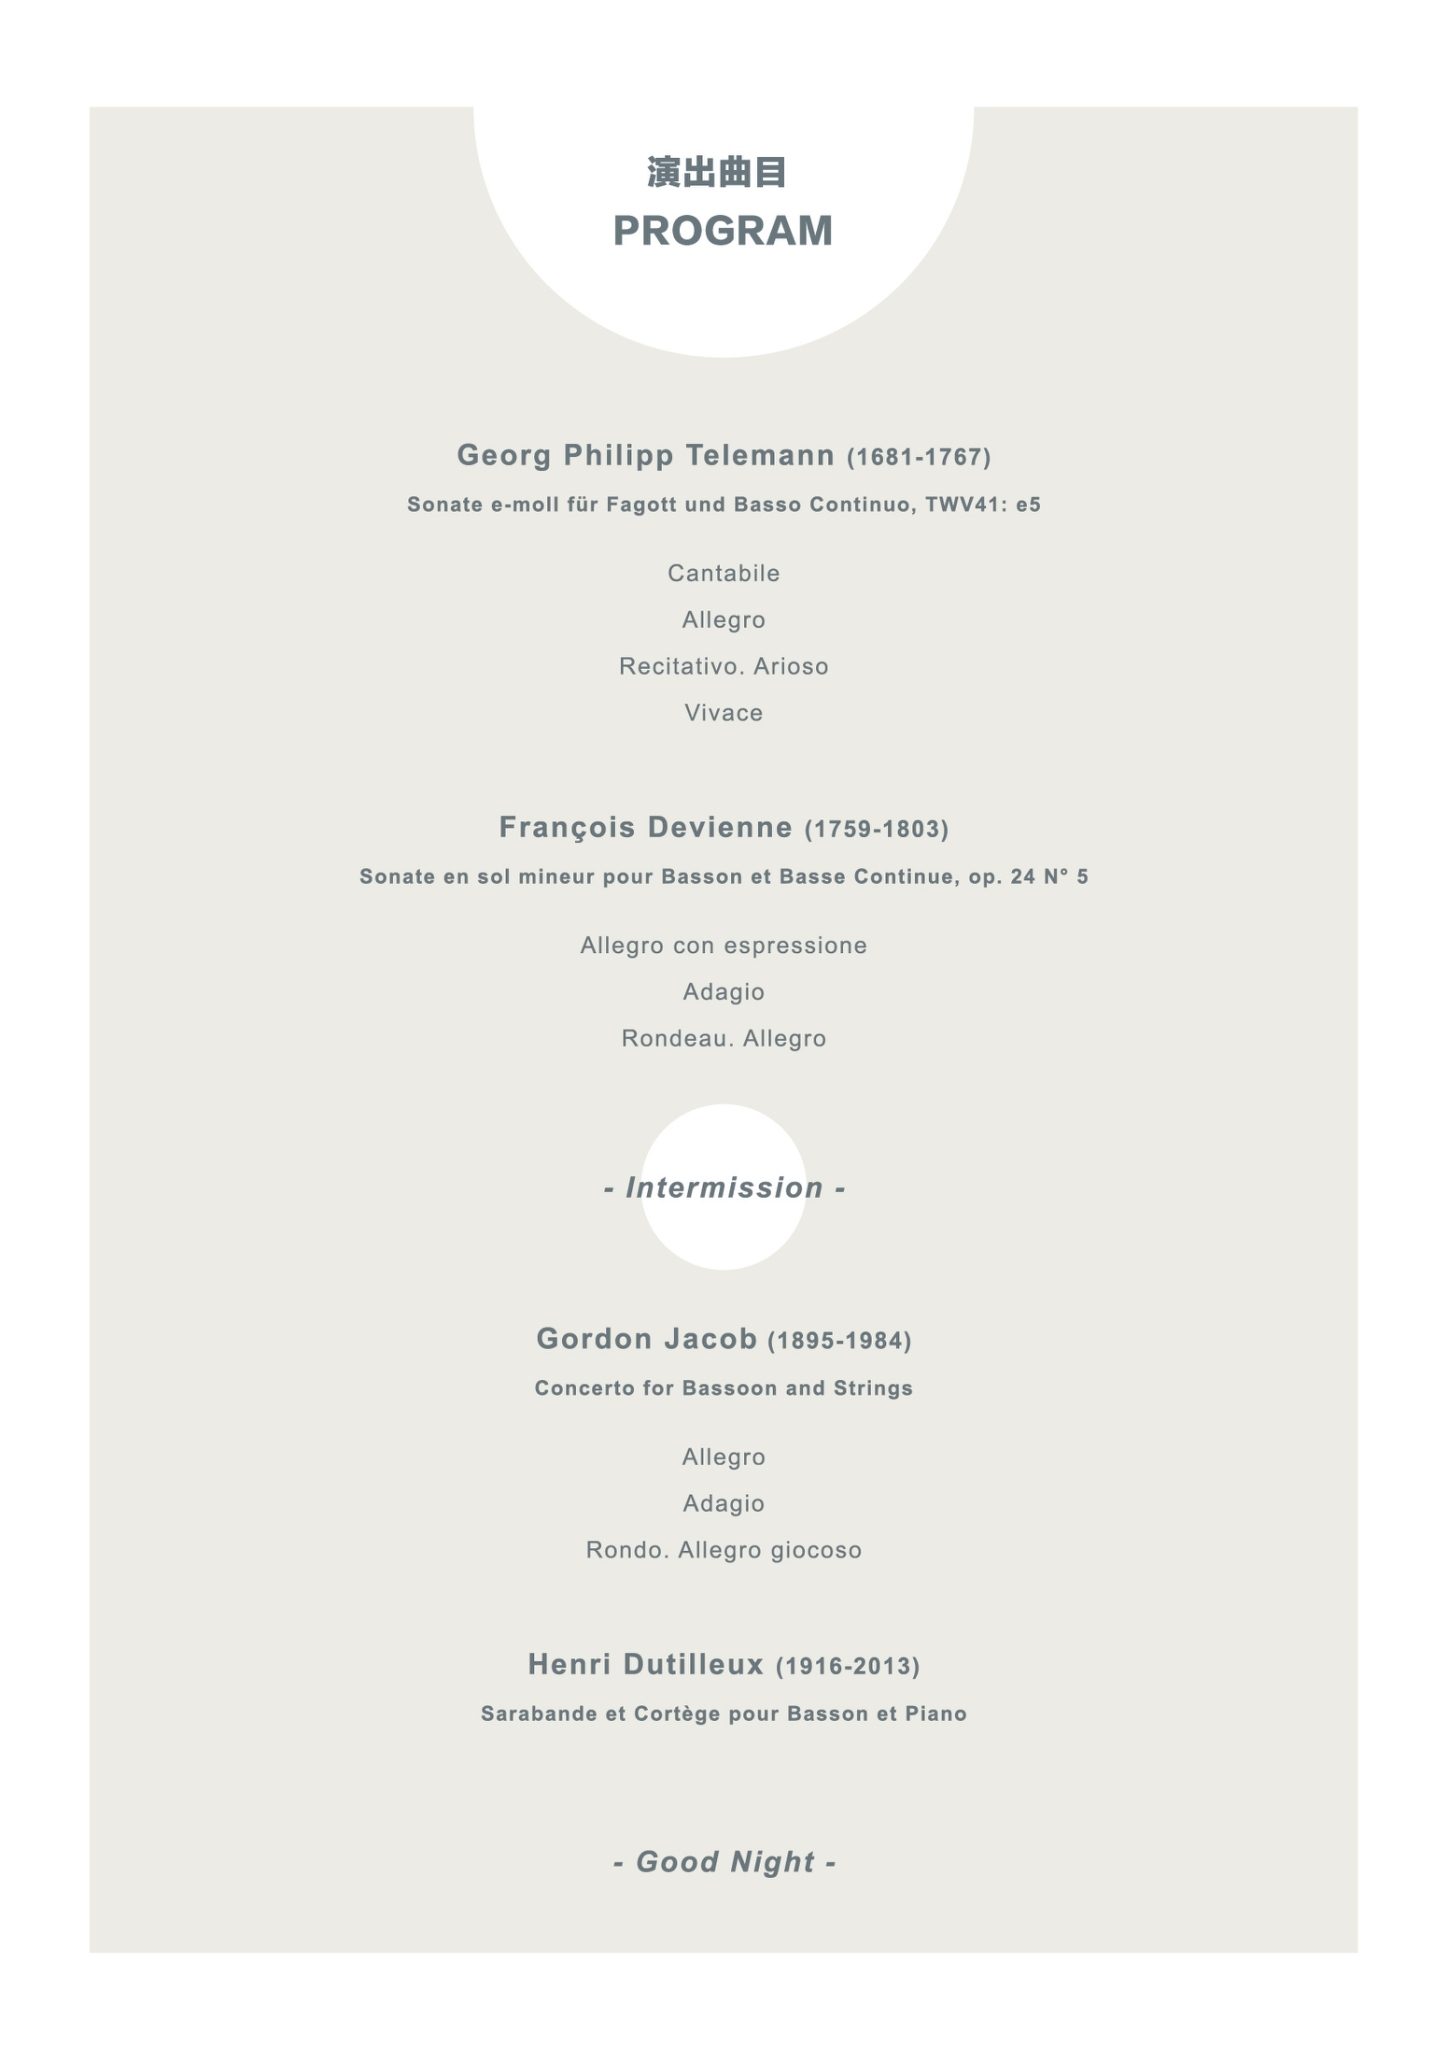 演出曲目
PROGRAM
Georg Philipp Telemann (1681-1767)
Sonate e-moll für Fagott und Basso Continuo, TWV41: e5
Cantabile
Allegro
Recitativo. Arioso
Vivace
François Devienne (1759-1803)
Sonate en sol mineur pour Basson et Basse Continue, op. 24 N° 5
Allegro con espressione
Adagio
Rondeau. Allegro
- Intermission -
Gordon Jacob (1895-1984)
Concerto for Bassoon and Strings
Allegro
Adagio
Rondo. Allegro giocoso
Henri Dutilleux (1916-2013)
Sarabande et Cortège pour Basson et Piano
- Good Night -